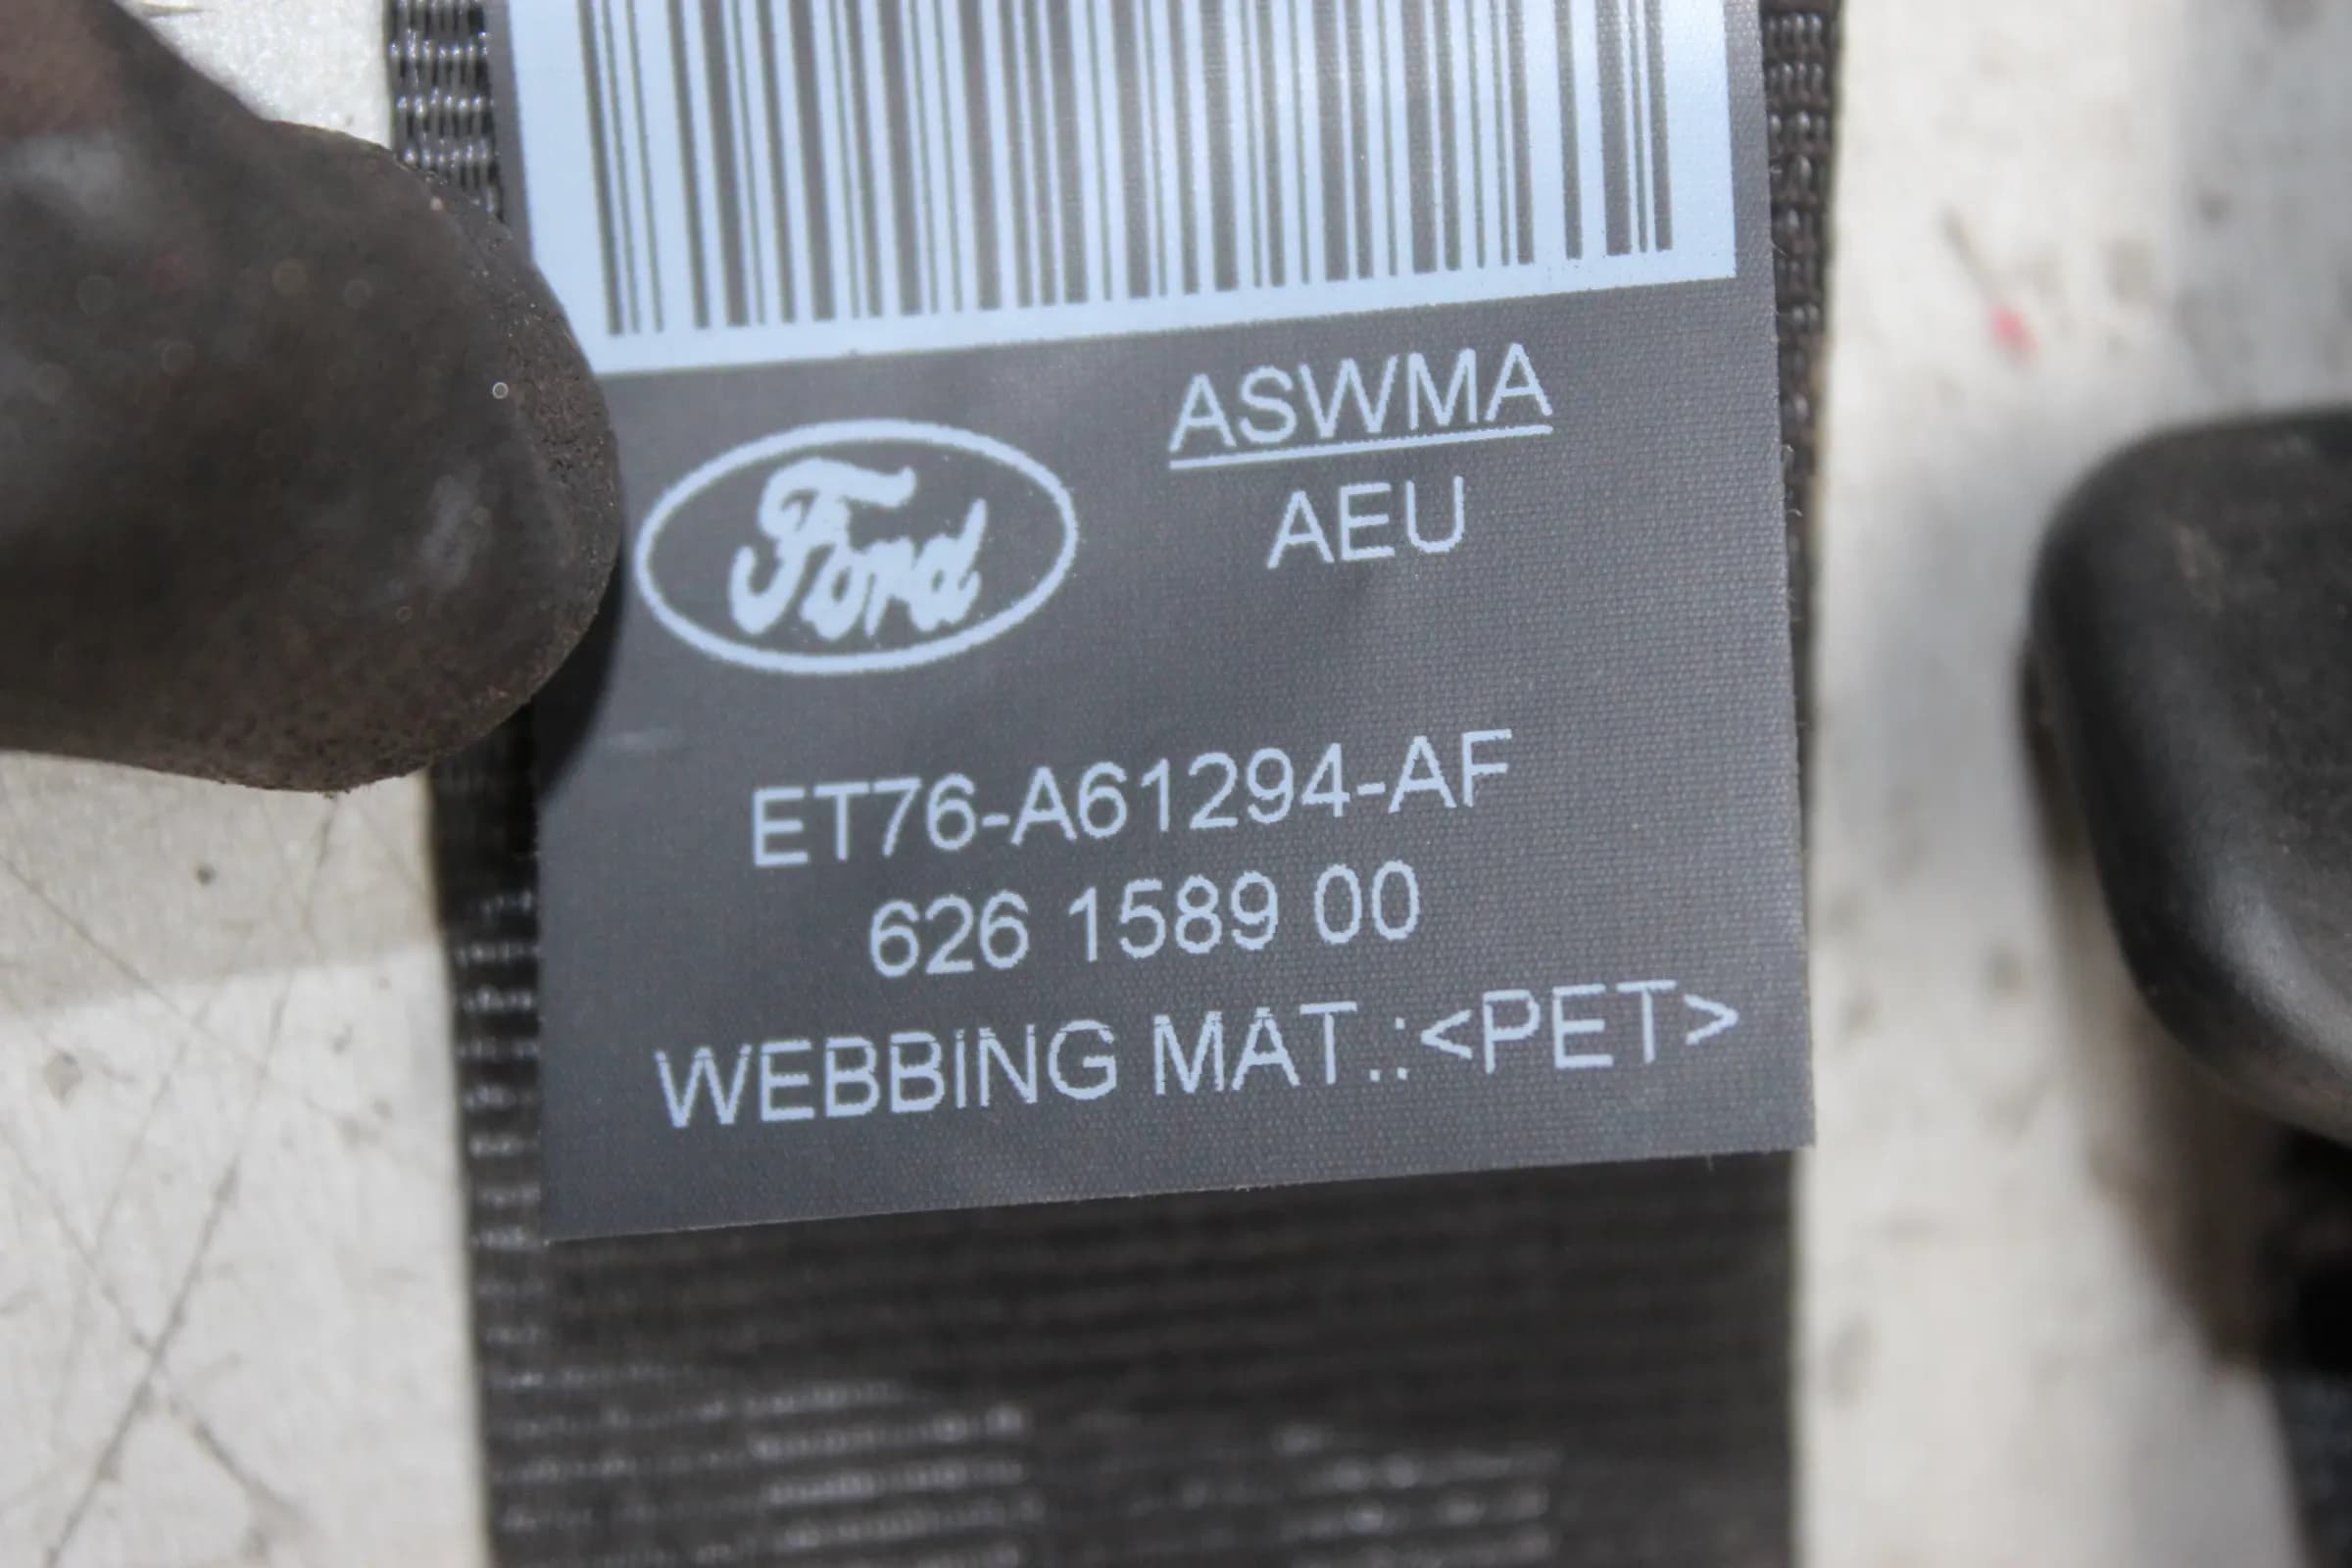 ASWMA
AEU
Ford
ET76-A61294-AF
626 1589 00
WEBBING MAT.:<PET>